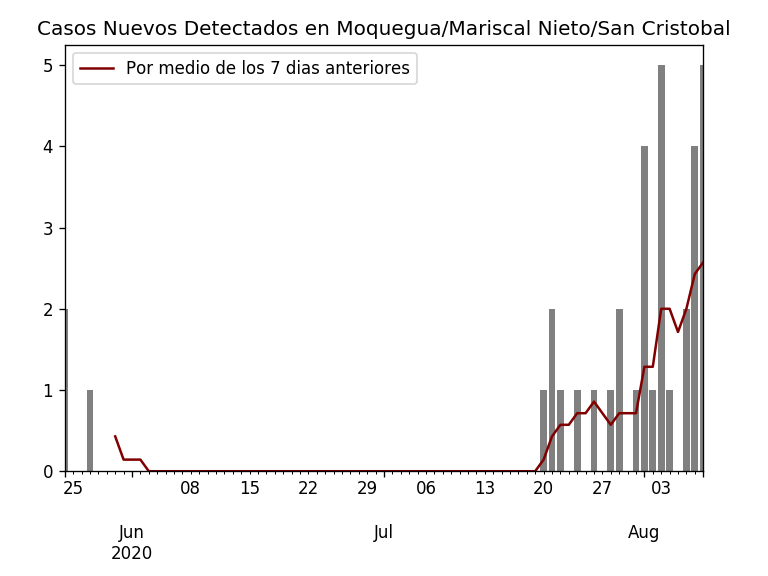 Casos Nuevos Detectados en Moquegua/Mariscal Nieto/San Cristobal
Por medio de los 7 dias anteriores
5
4
3
2
1
0
25 08 15 22 29 06 13 20 27 03
Jun Jul Aug
2020